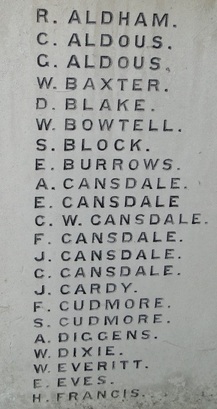 R. ALDHAM.
C. ALDOUS.
G. ALDOUS.
W. BAXTER.
D. BLAKE.
W. BOWTELL.
S. BLOCK.
E. BURROWS.
A. CANSDALE.
E. CANSDALE
C. W. CANSDALE.
F. CANSDALE.
J. CANSDALE.
C. CANSDALE.
J. CARDY.
F. CUDMORE.
S. CUDMORE.
A. DIGGENS.
W. DIXIE.
W. EVERITT.
E. EVES.
H. FRANCIS.